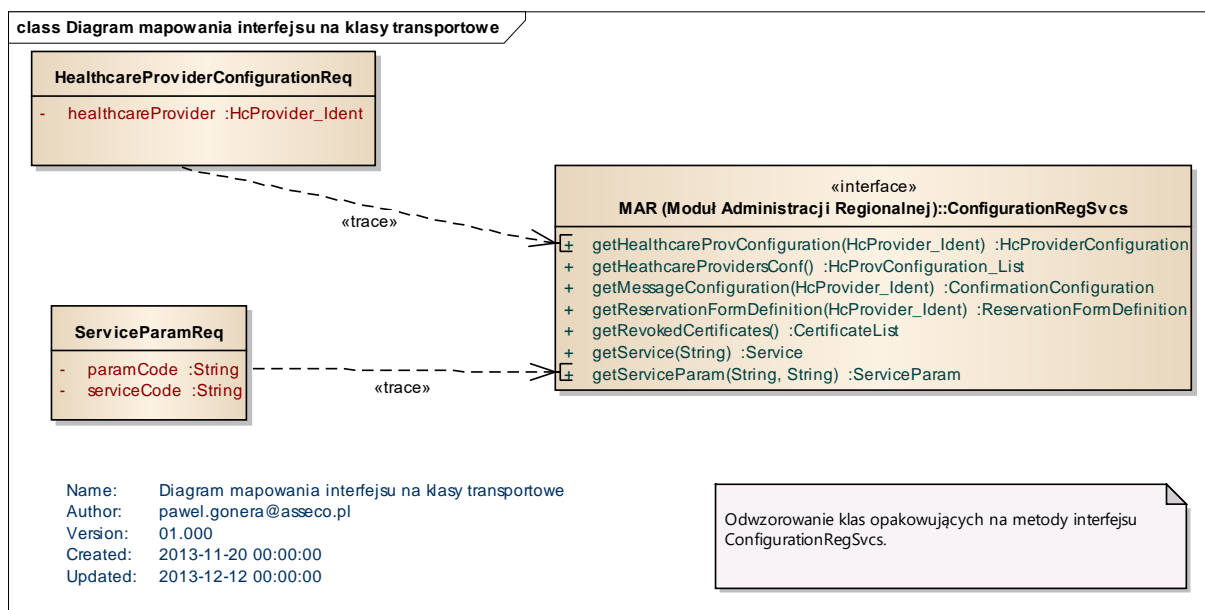 class Diagram mapowania interfejsu na klasy transportowe
HealthcareProviderConfigurationReq
- healthcareProvider :HcProvider_Ident
«trace»
«interface»
MAR (Moduł Administracji Regionalnej)::ConfigurationRegSvcs
+ getHealthcareProvConfiguration(HcProvider_Ident) :HcProviderConfiguration
+ getHeathcareProvidersConf() :HcProvConfiguration_List
+ getMessageConfiguration(HcProvider_Ident) :ConfirmationConfiguration
+ getReservationFormDefinition(HcProvider_Ident) :ReservationFormDefinition
+ getRevokedCertificates() :CertificateList
+ getService(String) :Service
+ getServiceParam(String, String) :ServiceParam
ServiceParamReq
- paramCode :String
- serviceCode :String
«trace»
Name: Diagram mapowania interfejsu na klasy transportowe
Author: pawel.gonera@asseco.pl
Version: 01.000
Created: 2013-11-20 00:00:00
Updated: 2013-12-12 00:00:00
Odwzorowanie klas opakowujących na metody interfejsu
ConfigurationRegSvcs.